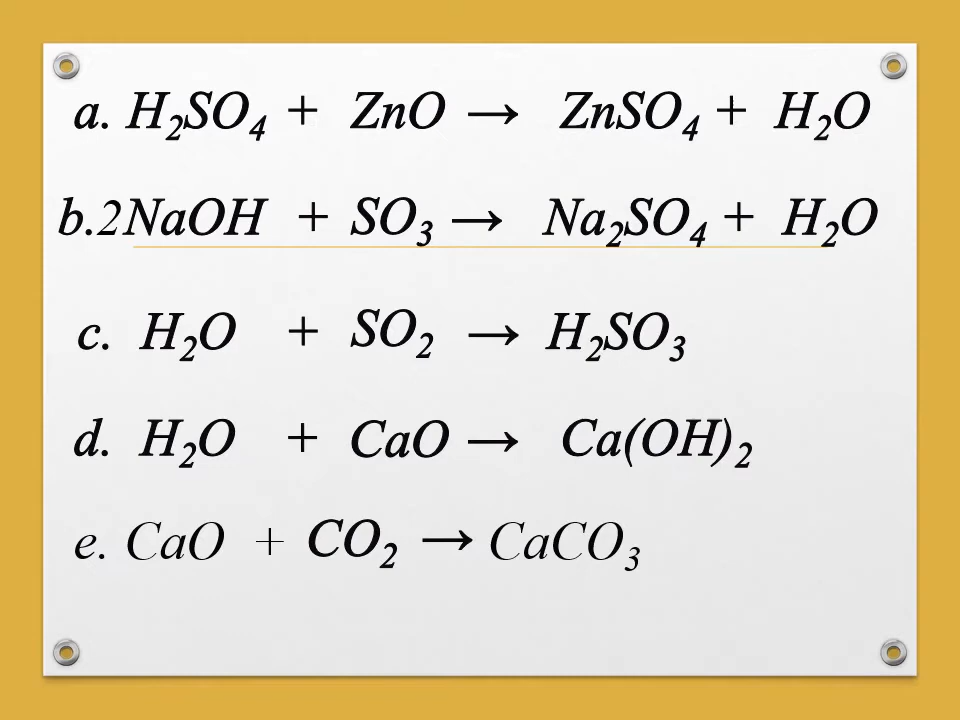 a. H₂SO₄ + ZnO → ZnSO₄ + H₂O
b.2NaOH + SO₃ → Na₂SO₄ + H₂O
c. H₂O + SO₂ → H₂SO₃
d. H₂O + CaO → Ca(OH)₂
e. CaO + CO₂ → CaCO₃